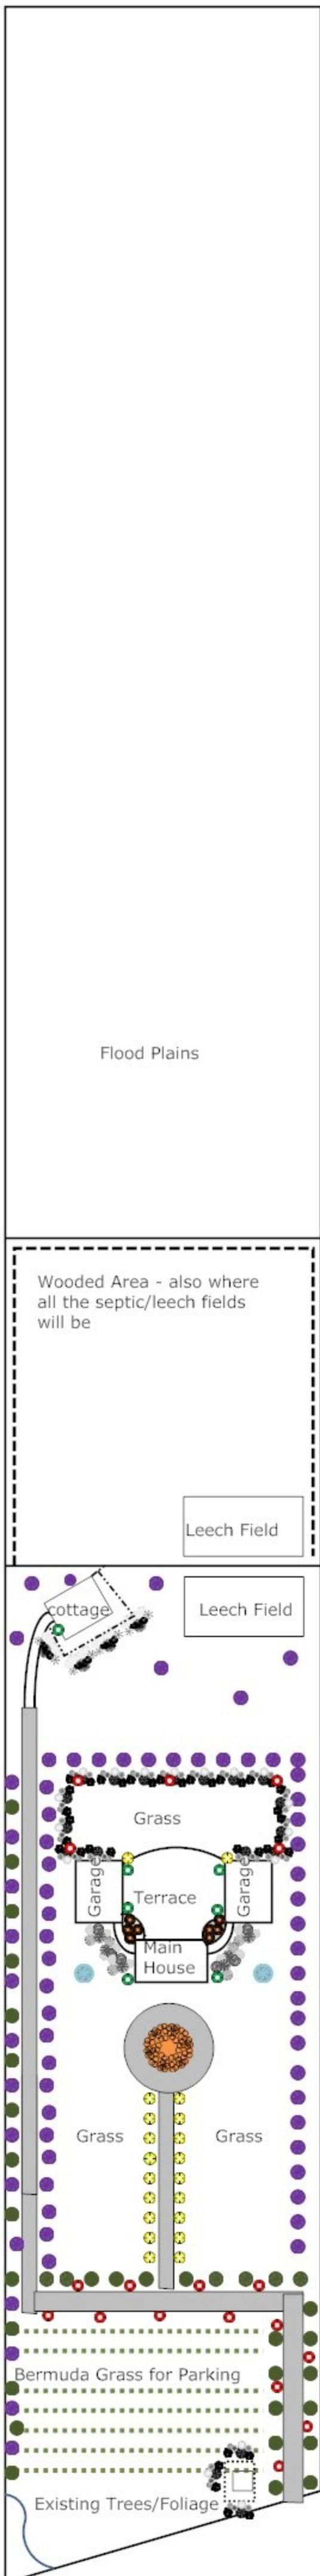 Flood Plains
Wooded Area - also where
all the septic/leech fields
will be
Leech Field
cottage
Leech Field
Grass
Garage
Terrace
Garage
Main
House
Grass
Grass
Bermuda Grass for Parking
Existing Trees/Foliage